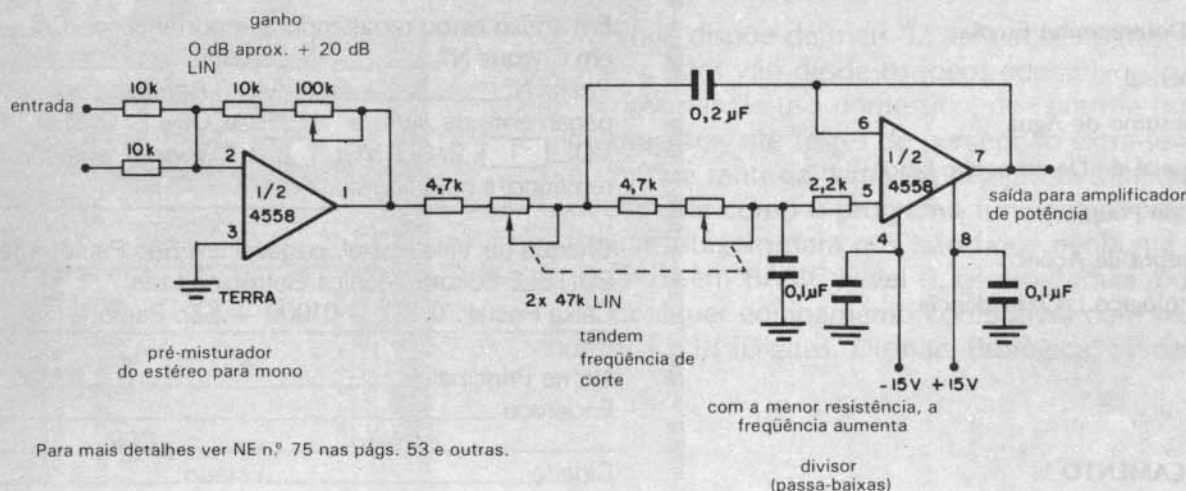 ganho
0 dB aprox. + 20 dB
LIN
entrada
10k
10k
100k
10k
2
1/2
4558
1
3
TERRA
pré-misturador
do estéreo para mono
4,7k
4,7k
2,2k
0,2 µF
2 x 47k LIN
tandem
freqüência de
corte
0,1µF
6
1/2
4558
7
5
4
8
0,1µF
saída para amplificador
de potência
-15V +15V
com a menor resistência, a
freqüência aumenta
divisor
(passa-baixas)
Para mais detalhes ver NE n.º 75 nas págs. 53 e outras.